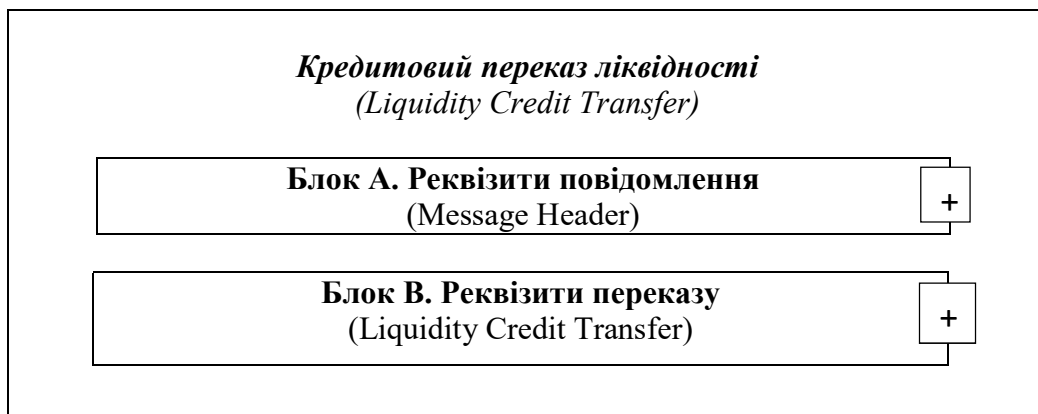 Кредитовий переказ ліквідності
(Liquidity Credit Transfer)
Блок A. Реквізити повідомлення
(Message Header)
+
Блок B. Реквізити переказу
(Liquidity Credit Transfer)
+